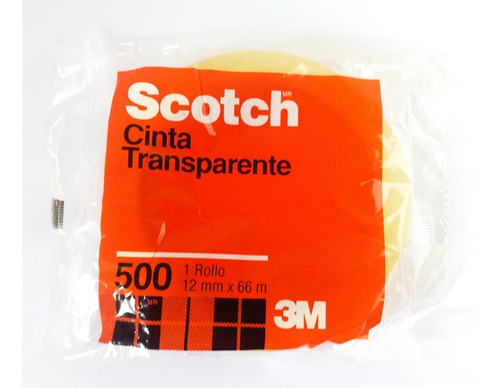 Scotch MR
Cinta
Transparente
500 1 Rollo
12 mm x 66 m
MR
3M